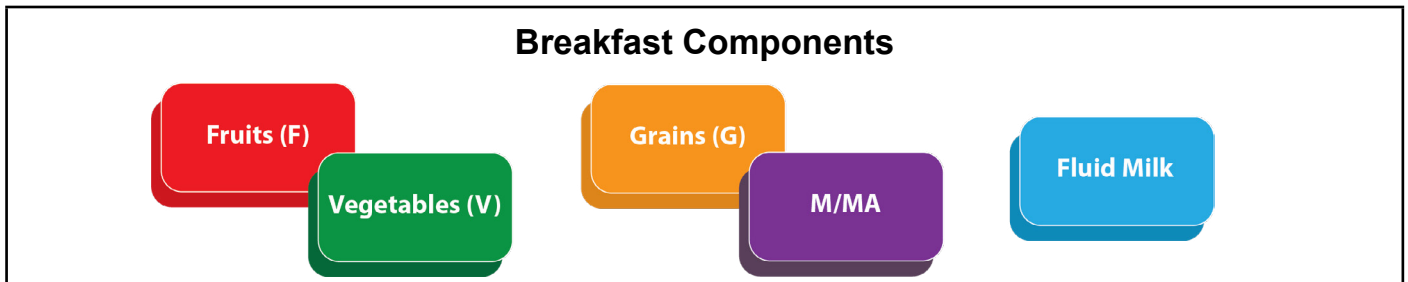 Breakfast Components
Fruits (F)
Vegetables (V)
Grains (G)
M/MA
Fluid Milk